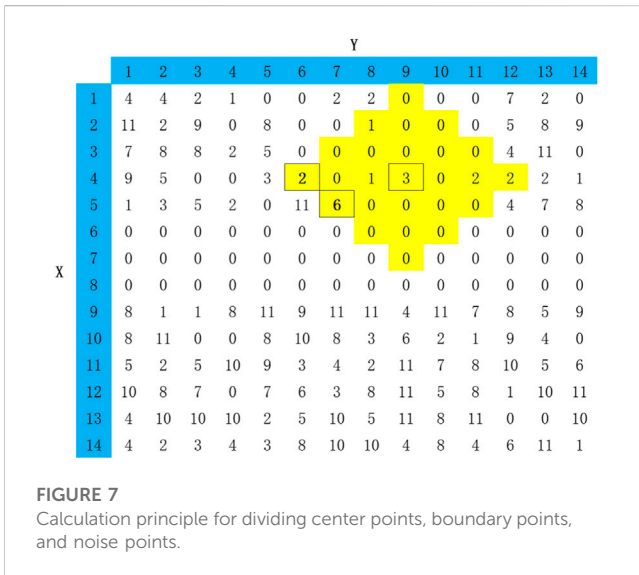 Y
1 2 3 4 5 6 7 8 9 10 11 12 13 14
1 4 4 2 1 0 0 2 2 0 0 0 7 2 0
2 11 2 9 0 8 0 0 1 0 0 0 5 8 9
3 7 8 8 2 5 0 0 0 0 0 0 4 11 0
4 9 5 0 0 3 2 0 1 3 0 2 2 2 1
5 1 3 5 2 0 11 6 0 0 0 0 4 7 8
6 0 0 0 0 0 0 0 0 0 0 0 0 0 0
7 0 0 0 0 0 0 0 0 0 0 0 0 0 0
X
8 0 0 0 0 0 0 0 0 0 0 0 0 0 0
9 8 1 1 8 11 9 11 11 4 11 7 8 5 9
10 8 11 0 0 8 10 8 3 6 2 1 9 4 0
11 5 2 5 10 9 3 4 2 11 7 8 10 5 6
12 10 8 7 0 7 6 3 8 11 5 8 1 10 11
13 4 10 10 10 2 5 10 5 11 8 11 0 0 10
14 4 2 3 4 3 8 10 10 4 8 4 6 11 1
FIGURE 7
Calculation principle for dividing center points, boundary points,
and noise points.